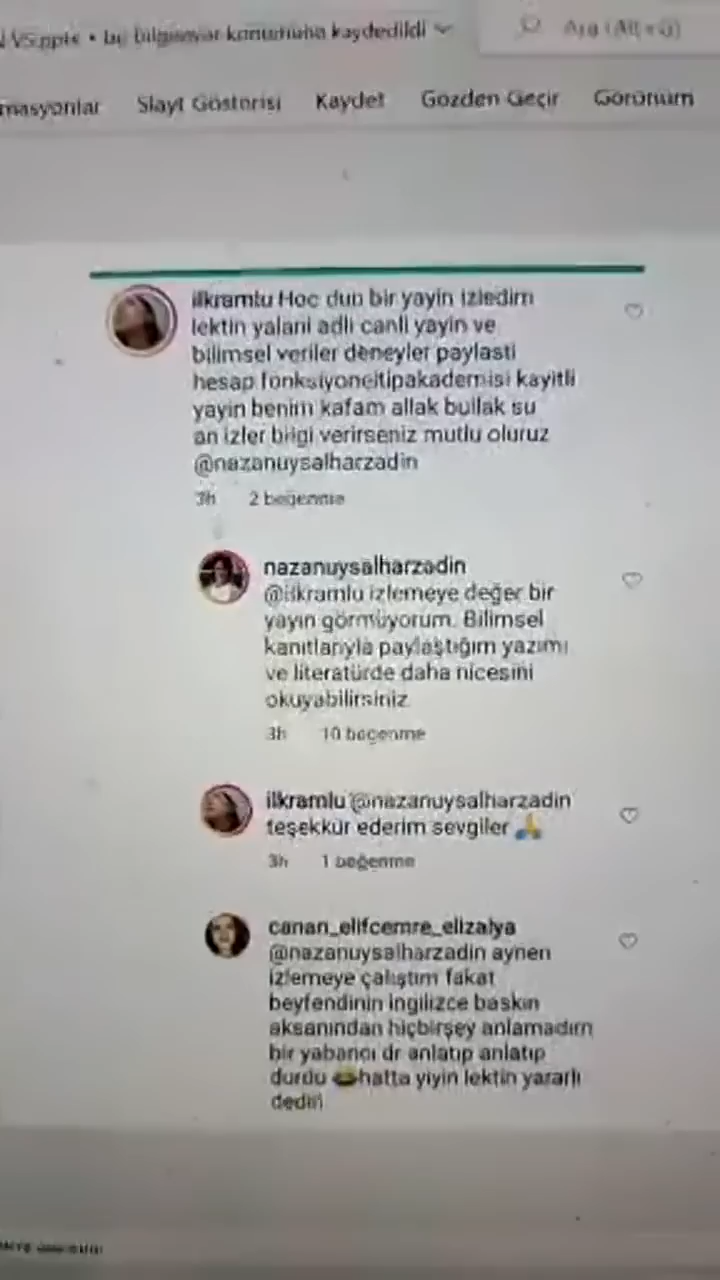 bu bilgisayar konumuna kaydedildi
Ara (Alt+G)
Slayt Gösterisi Kaydet Gözden Geçir Görünüm
ilkramlu Hoc dun bir yayin izledim
lektin yalani adli canli yayin ve
bilimsel veriler deneyler paylasti
hesap fonksiyoneltipakademisi kayitli
yayin benim kafam allak bullak su
an izler bilgi verirseniz mutlu oluruz
@nazanuysalharzadin
3h 2 beğenme
nazanuysalharzadin
@ilkramlu izlemeye değer bir
yayın görmüyorum. Bilimsel
kanıtlarıyla paylaştığım yazımı
ve literatürde daha nicesini
okuyabilirsiniz
3h 10 beğenme
ilkramlu @nazanuysalharzadin
teşekkür ederim sevgiler 🙏
3h 1 beğenme
canan_elifcemre_elizalya
@nazanuysalharzadin aynen
izlemeye çalıştım fakat
beyfendinin ingilizce baskın
aksanından hiçbirşey anlamadım
bir yabancı dr anlatıp anlatıp
durdu 😂hatta yiyin lektin yararlı
dedi!